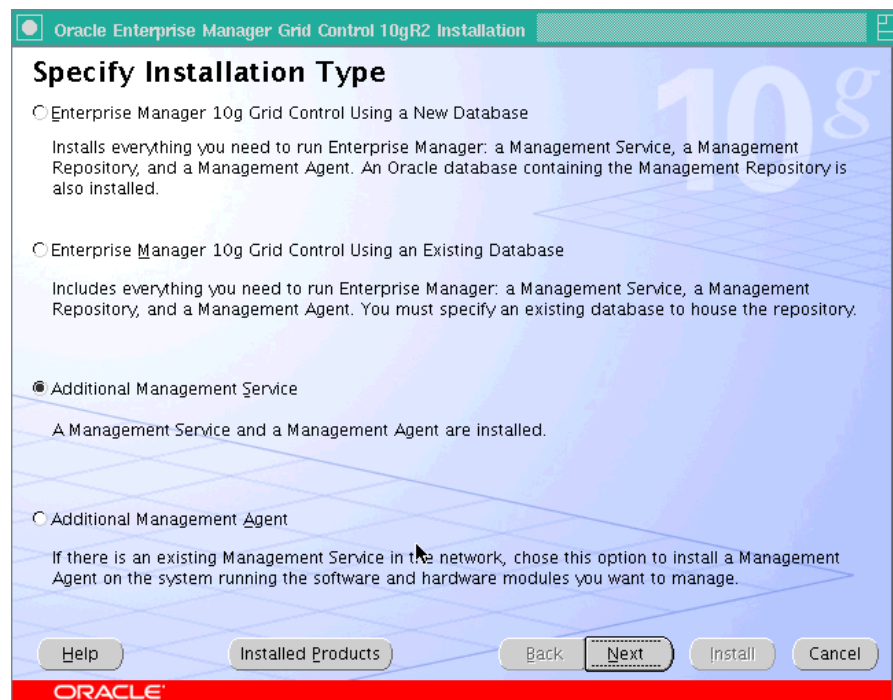 Oracle Enterprise Manager Grid Control 10gR2 Installation
Specify Installation Type
10g
Enterprise Manager 10g Grid Control Using a New Database
Installs everything you need to run Enterprise Manager: a Management Service, a Management
Repository, and a Management Agent. An Oracle database containing the Management Repository is
also installed.
Enterprise Manager 10g Grid Control Using an Existing Database
Includes everything you need to run Enterprise Manager: a Management Service, a Management
Repository, and a Management Agent. You must specify an existing database to house the repository.
Additional Management Service
A Management Service and a Management Agent are installed.
Additional Management Agent
If there is an existing Management Service in the network, chose this option to install a Management
Agent on the system running the software and hardware modules you want to manage.
Help Installed Products Back Next Install Cancel
ORACLE